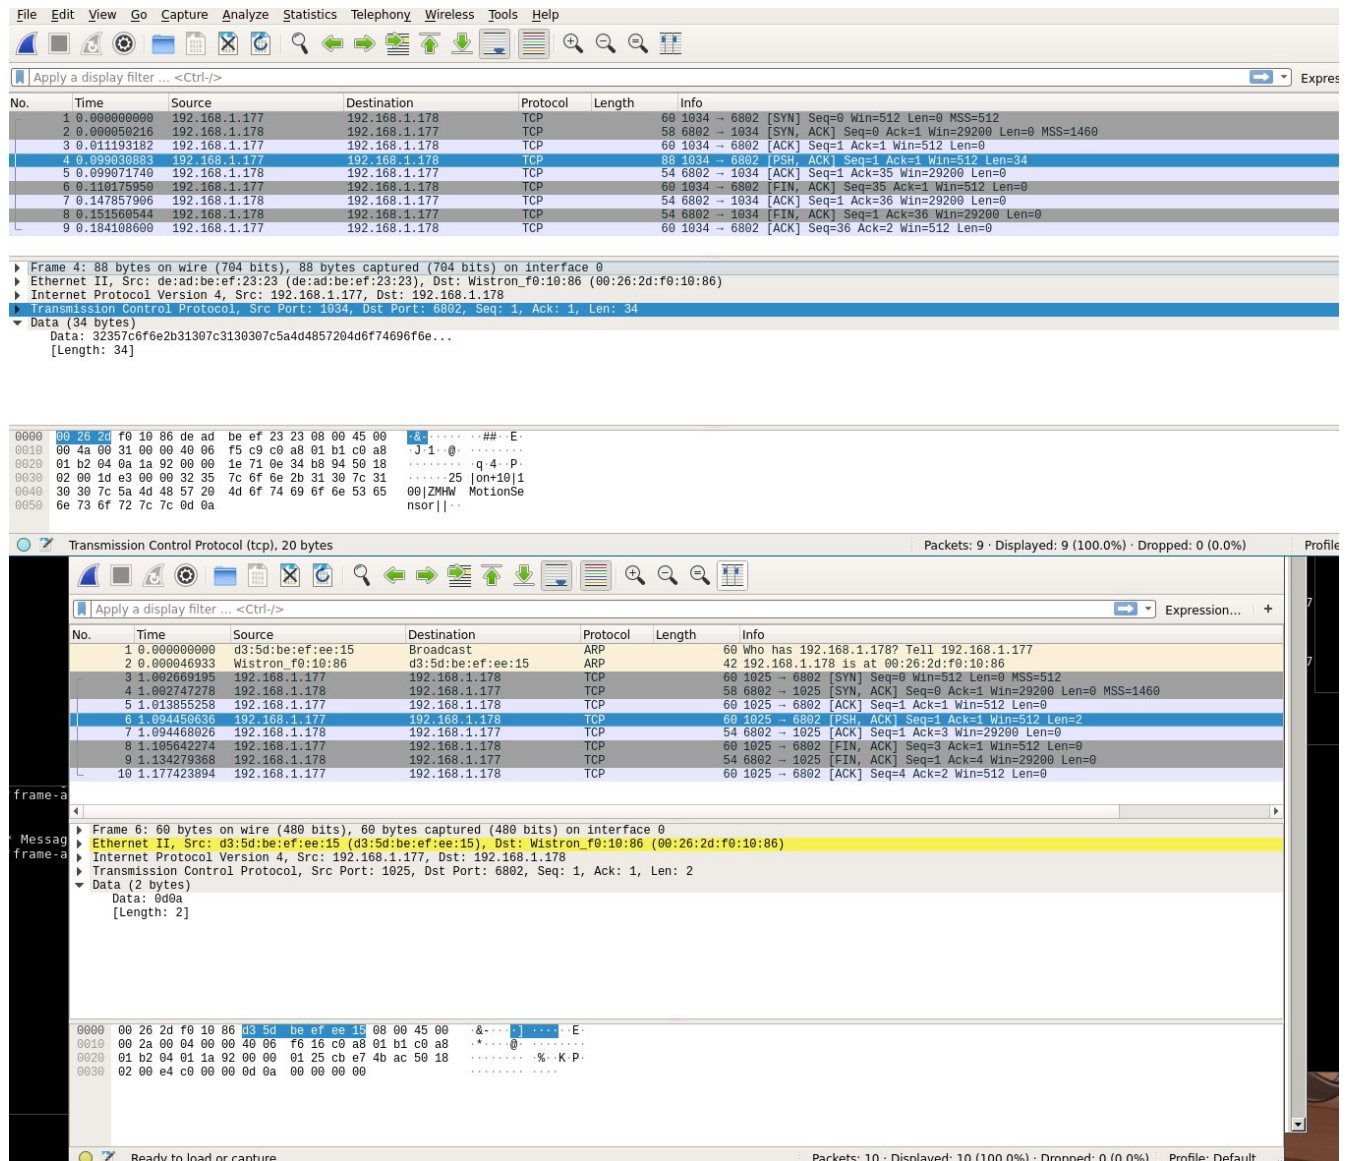 File Edit View Go Capture Analyze Statistics Telephony Wireless Tools Help
Apply a display filter ... <Ctrl-/> Expres
No. Time Source Destination Protocol Length Info
1 0.000000000 192.168.1.177 192.168.1.178 TCP 60 1034 → 6802 [SYN] Seq=0 Win=512 Len=0 MSS=512
2 0.000050216 192.168.1.178 192.168.1.177 TCP 58 6802 → 1034 [SYN, ACK] Seq=0 Ack=1 Win=29200 Len=0 MSS=1460
3 0.011193182 192.168.1.177 192.168.1.178 TCP 60 1034 → 6802 [ACK] Seq=1 Ack=1 Win=512 Len=0
4 0.099030883 192.168.1.177 192.168.1.178 TCP 88 1034 → 6802 [PSH, ACK] Seq=1 Ack=1 Win=512 Len=34
5 0.099071740 192.168.1.178 192.168.1.177 TCP 54 6802 → 1034 [ACK] Seq=1 Ack=35 Win=29200 Len=0
6 0.110175950 192.168.1.177 192.168.1.178 TCP 60 1034 → 6802 [FIN, ACK] Seq=35 Ack=1 Win=512 Len=0
7 0.147857906 192.168.1.178 192.168.1.177 TCP 54 6802 → 1034 [ACK] Seq=1 Ack=36 Win=29200 Len=0
8 0.151560544 192.168.1.178 192.168.1.177 TCP 54 6802 → 1034 [FIN, ACK] Seq=1 Ack=36 Win=29200 Len=0
9 0.184108600 192.168.1.177 192.168.1.178 TCP 60 1034 → 6802 [ACK] Seq=36 Ack=2 Win=512 Len=0
Frame 4: 88 bytes on wire (704 bits), 88 bytes captured (704 bits) on interface 0
Ethernet II, Src: de:ad:be:ef:23:23 (de:ad:be:ef:23:23), Dst: Wistron_f0:10:86 (00:26:2d:f0:10:86)
Internet Protocol Version 4, Src: 192.168.1.177, Dst: 192.168.1.178
Transmission Control Protocol, Src Port: 1034, Dst Port: 6802, Seq: 1, Ack: 1, Len: 34
Data (34 bytes)
Data: 32357c6f6e2b31307c3130307c5a4d4857204d6f74696f6e...
[Length: 34]
0000 00 26 2d f0 10 86 de ad be ef 23 23 08 00 45 00 ·&-····· ··##··E·
0010 00 4a 00 31 00 00 40 06 f5 c9 c0 a8 01 b1 c0 a8 ·J·1··@· ········
0020 01 b2 04 0a 1a 92 00 00 1e 71 0e 34 b8 94 50 18 ········ ·q·4··P·
0030 02 00 1d e3 00 00 32 35 7c 6f 6e 2b 31 30 7c 31 ······25 |on+10|1
0040 30 30 7c 5a 4d 48 57 20 4d 6f 74 69 6f 6e 53 65 00|ZMHW MotionSe
0050 6e 73 6f 72 7c 7c 0d 0a nsor||··
Transmission Control Protocol (tcp), 20 bytes Packets: 9 · Displayed: 9 (100.0%) · Dropped: 0 (0.0%) Profile
Apply a display filter ... <Ctrl-/> Expression... + 7
No. Time Source Destination Protocol Length Info
1 0.000000000 d3:5d:be:ef:ee:15 Broadcast ARP 60 Who has 192.168.1.178? Tell 192.168.1.177
2 0.000046933 Wistron_f0:10:86 d3:5d:be:ef:ee:15 ARP 42 192.168.1.178 is at 00:26:2d:f0:10:86
3 1.002669195 192.168.1.177 192.168.1.178 TCP 60 1025 → 6802 [SYN] Seq=0 Win=512 Len=0 MSS=512
4 1.002747278 192.168.1.178 192.168.1.177 TCP 58 6802 → 1025 [SYN, ACK] Seq=0 Ack=1 Win=29200 Len=0 MSS=1460
5 1.013855258 192.168.1.177 192.168.1.178 TCP 60 1025 → 6802 [ACK] Seq=1 Ack=1 Win=512 Len=0
6 1.094450636 192.168.1.177 192.168.1.178 TCP 60 1025 → 6802 [PSH, ACK] Seq=1 Ack=1 Win=512 Len=2
7 1.094468026 192.168.1.178 192.168.1.177 TCP 54 6802 → 1025 [ACK] Seq=1 Ack=3 Win=29200 Len=0
8 1.105642274 192.168.1.177 192.168.1.178 TCP 60 1025 → 6802 [FIN, ACK] Seq=3 Ack=1 Win=512 Len=0
9 1.134279368 192.168.1.178 192.168.1.177 TCP 54 6802 → 1025 [FIN, ACK] Seq=1 Ack=4 Win=29200 Len=0
10 1.177423894 192.168.1.177 192.168.1.178 TCP 60 1025 → 6802 [ACK] Seq=4 Ack=2 Win=512 Len=0
frame-a
Frame 6: 60 bytes on wire (480 bits), 60 bytes captured (480 bits) on interface 0
Messag
Ethernet II, Src: d3:5d:be:ef:ee:15 (d3:5d:be:ef:ee:15), Dst: Wistron_f0:10:86 (00:26:2d:f0:10:86)
frame-a
Internet Protocol Version 4, Src: 192.168.1.177, Dst: 192.168.1.178
Transmission Control Protocol, Src Port: 1025, Dst Port: 6802, Seq: 1, Ack: 1, Len: 2
Data (2 bytes)
Data: 0d0a
[Length: 2]
0000 00 26 2d f0 10 86 d3 5d be ef ee 15 08 00 45 00 ·&-····] ······E·
0010 00 2a 00 04 00 00 40 06 f6 16 c0 a8 01 b1 c0 a8 ·*····@· ········
0020 01 b2 04 01 1a 92 00 00 01 25 cb e7 4b ac 50 18 ········ ·%··K·P·
0030 02 00 e4 c0 00 00 0d 0a 00 00 00 00 ········ ····
Ready to load or capture Packets: 10 · Displayed: 10 (100.0%) · Dropped: 0 (0.0%) Profile: Default